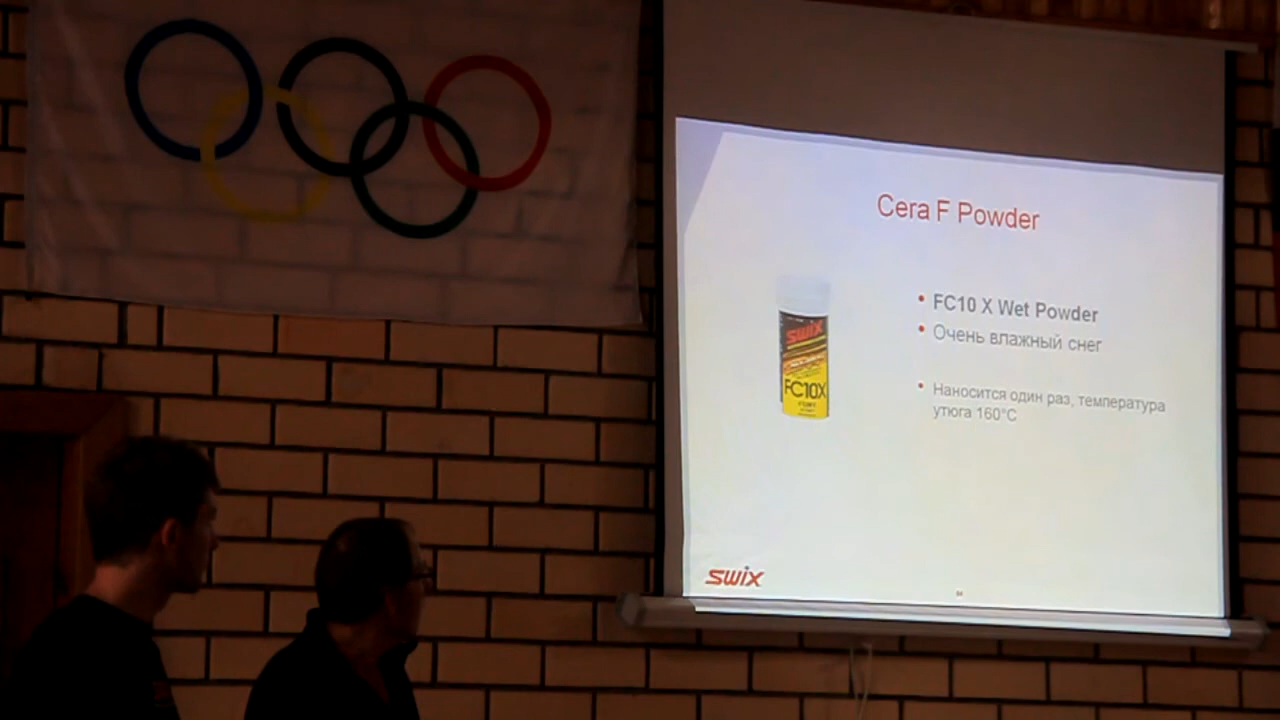 Cera F Powder
FC10 X Wet Powder
Очень влажный снег
Наносится один раз, температура
утюга 160°C
SWIX
FC10X
SWIX